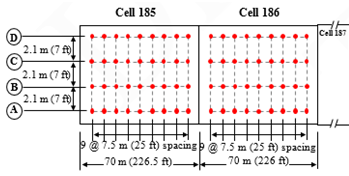 Cell 185
Cell 186
Cell 187
D
2.1 m (7 ft)
C
2.1 m (7 ft)
B
2.1 m (7 ft)
A
9 @ 7.5 m (25 ft) spacing
9 @ 7.5 m (25 ft) spacing
70 m (226.5 ft)
70 m (226 ft)